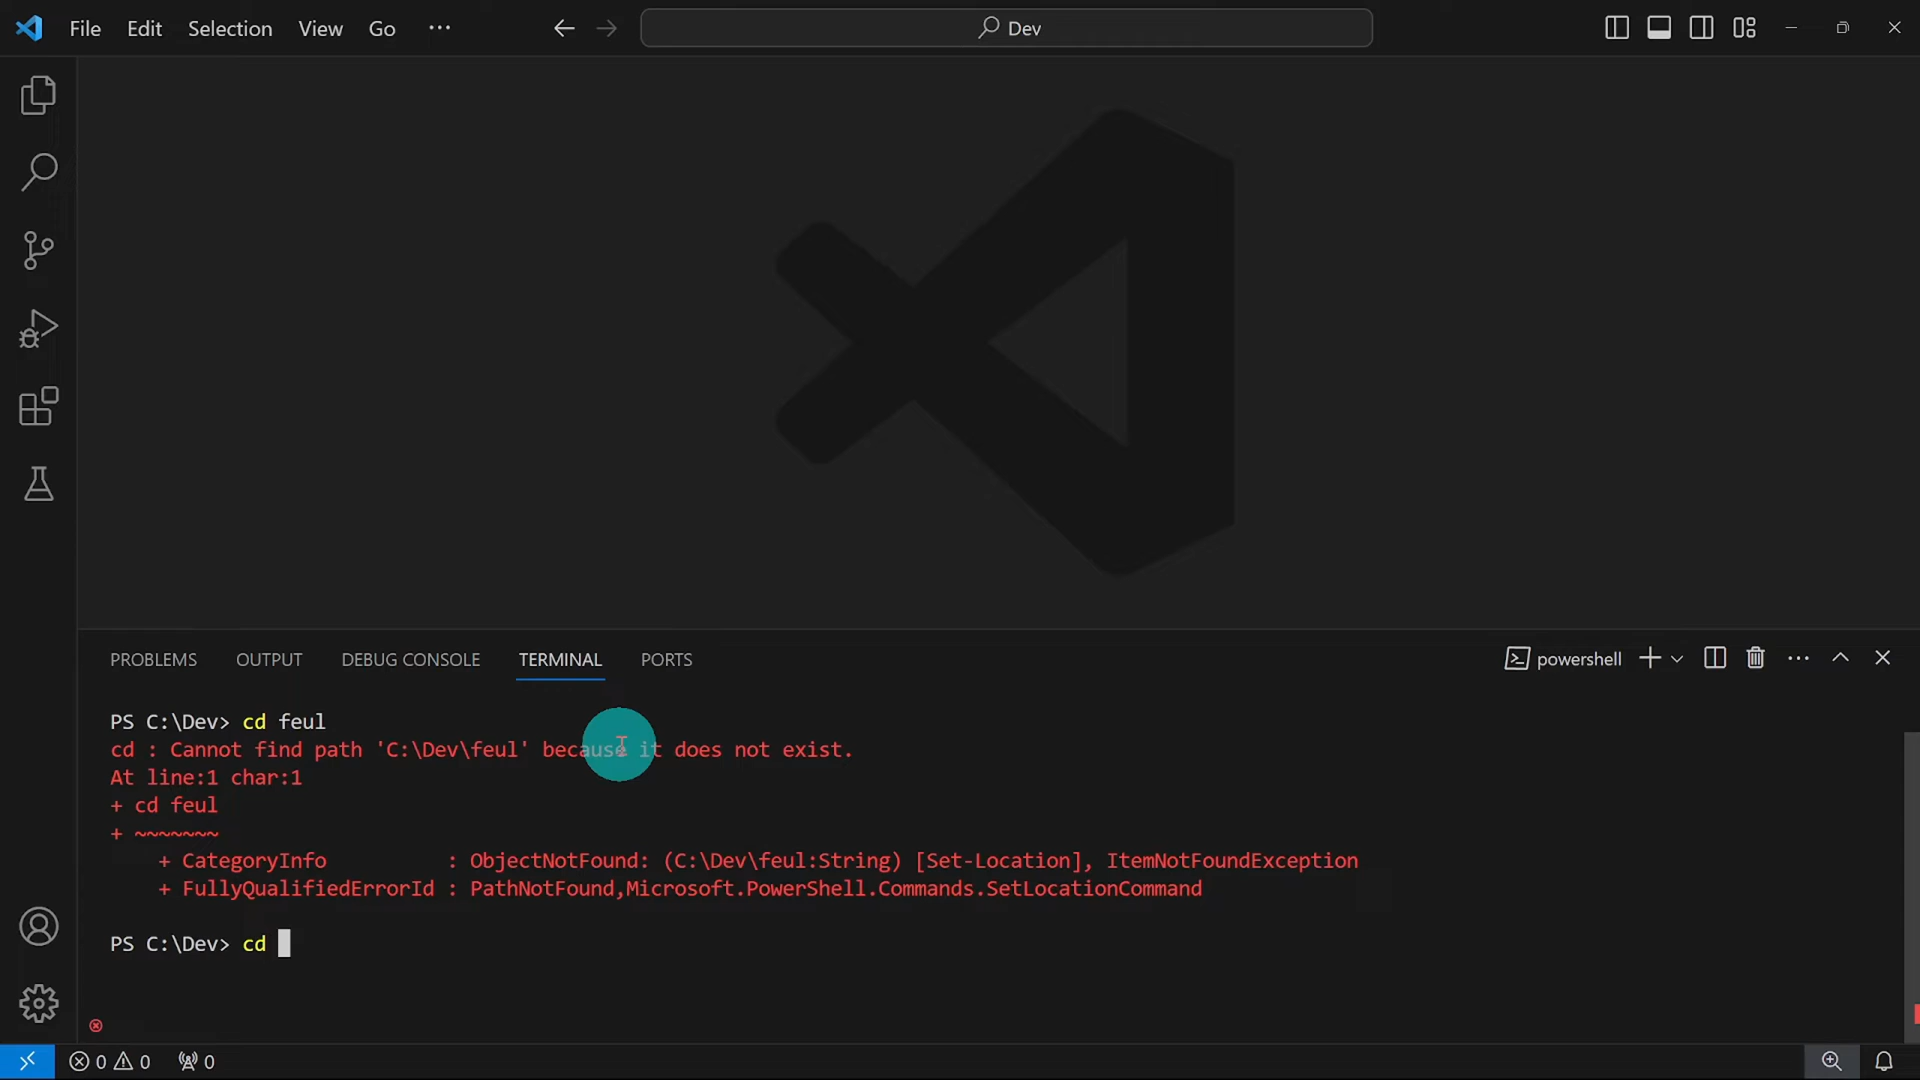 File Edit Selection View Go ···
Dev
PROBLEMS OUTPUT DEBUG CONSOLE TERMINAL PORTS
powershell
PS C:\Dev> cd feul
cd : Cannot find path 'C:\Dev\feul' because it does not exist.
At line:1 char:1
+ cd feul
+ ~~~~~~~
    + CategoryInfo          : ObjectNotFound: (C:\Dev\feul:String) [Set-Location], ItemNotFoundException
    + FullyQualifiedErrorId : PathNotFound,Microsoft.PowerShell.Commands.SetLocationCommand
PS C:\Dev> cd
0 0 0